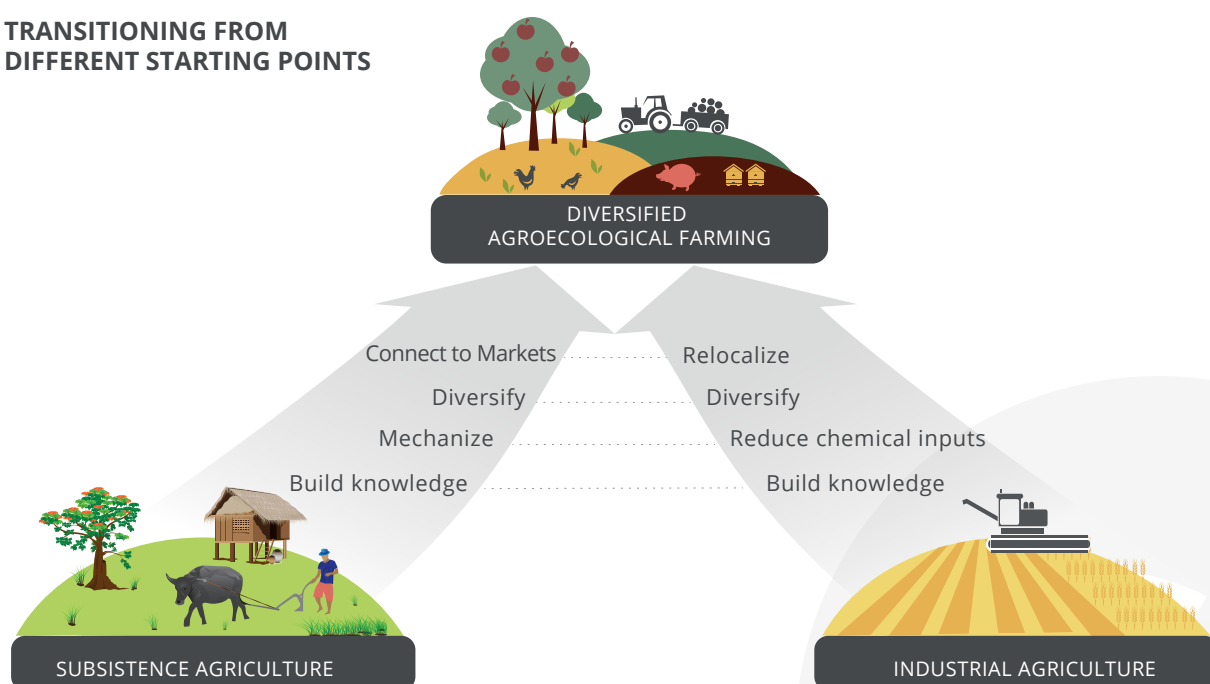 TRANSITIONING FROM
DIFFERENT STARTING POINTS
DIVERSIFIED
AGROECOLOGICAL FARMING
Connect to Markets
Relocalize
Diversify
Diversify
Mechanize
Reduce chemical inputs
Build knowledge
Build knowledge
SUBSISTENCE AGRICULTURE
INDUSTRIAL AGRICULTURE